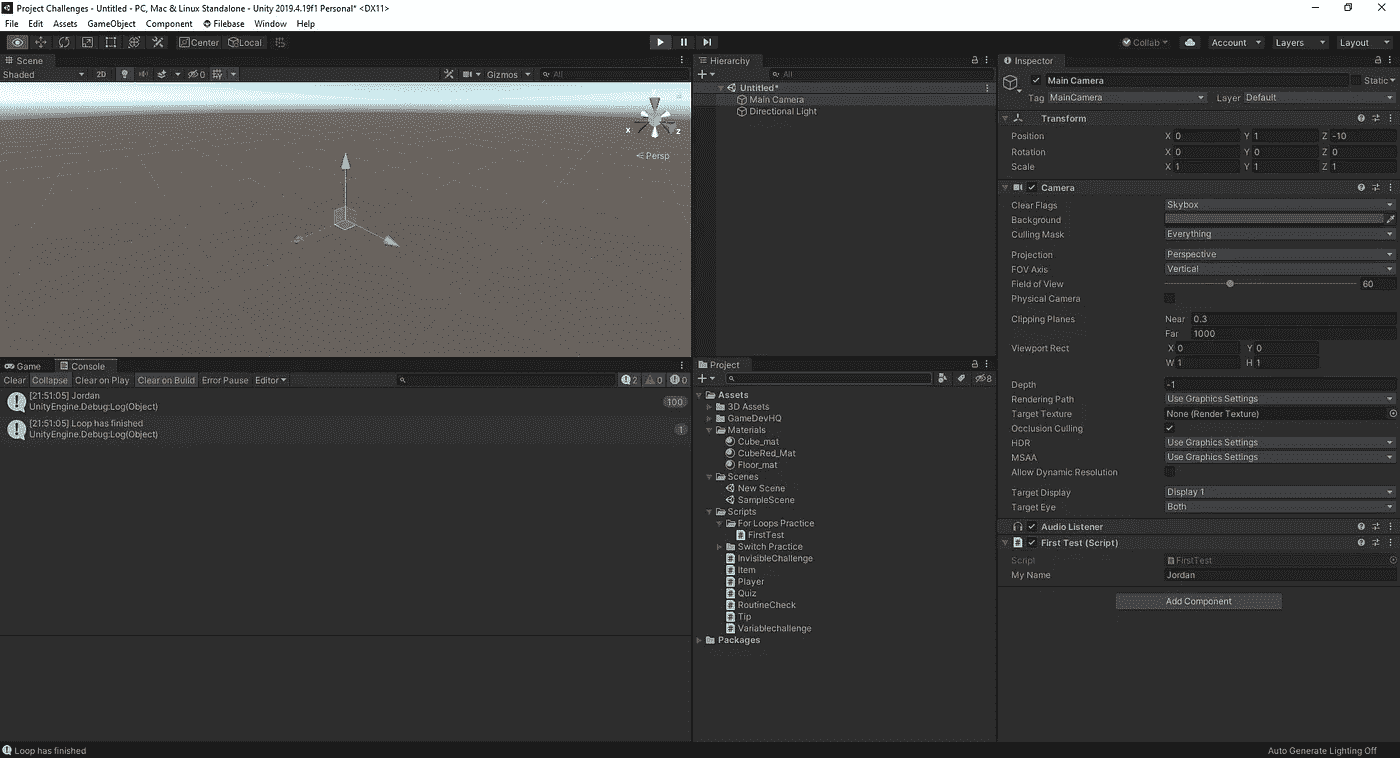 Project Challenges - Untitled - PC, Mac & Linux Standalone - Unity 2019.4.19f1 Personal* <DX11>
File Edit Assets GameObject Component Filebase Window Help
Center Local Collab Account Layers Layout
Scene
Shaded 2D 0 Gizmos All
x z
Persp
Game Console
Clear Collapse Clear on Play Clear on Build Error Pause Editor 2 0 0
[21:51:05] Jordan 100
UnityEngine.Debug:Log(Object)
[21:51:05] Loop has finished 1
UnityEngine.Debug:Log(Object)
Hierarchy
All
Untitled*
Main Camera
Directional Light
Project
8
Assets
3D Assets
GameDevHQ
Materials
Cube_mat
CubeRed_Mat
Floor_mat
Scenes
New Scene
SampleScene
Scripts
For Loops Practice
FirstTest
Switch Practice
InvisibleChallenge
Item
Player
Quiz
RoutineCheck
Tip
Variablechallenge
Packages
Inspector
Main Camera Static
Tag MainCamera Layer Default
Transform
Position X 0 Y 1 Z -10
Rotation X 0 Y 0 Z 0
Scale X 1 Y 1 Z 1
Camera
Clear Flags Skybox
Background
Culling Mask Everything
Projection Perspective
FOV Axis Vertical
Field of View 60
Physical Camera
Clipping Planes Near 0.3
Far 1000
Viewport Rect X 0 Y 0
W 1 H 1
Depth -1
Rendering Path Use Graphics Settings
Target Texture None (Render Texture)
Occlusion Culling
HDR Use Graphics Settings
MSAA Use Graphics Settings
Allow Dynamic Resolution
Target Display Display 1
Target Eye Both
Audio Listener
First Test (Script)
Script FirstTest
My Name Jordan
Add Component
Loop has finished
Auto Generate Lighting Off